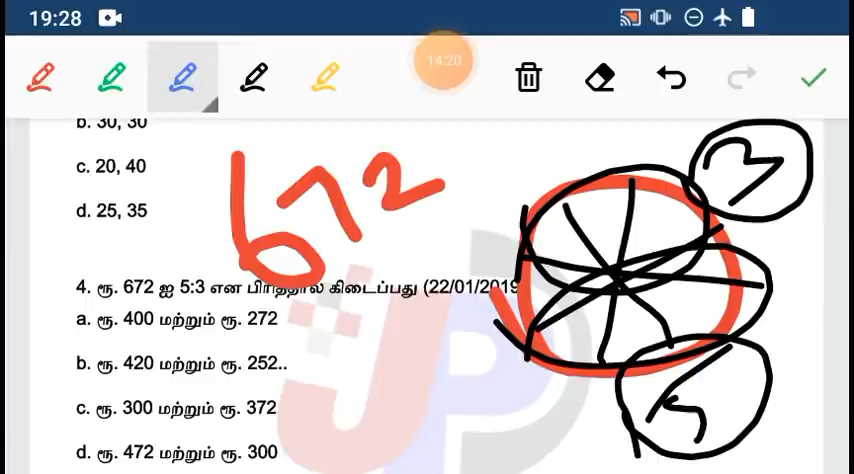 19:28
14:20
b. 30, 30
c. 20, 40
d. 25, 35
672
3
4. ரூ. 672 ஐ 5:3 என பிரித்தால் கிடைப்பது (22/01/2019
a. ரூ. 400 மற்றும் ரூ. 272
b. ரூ. 420 மற்றும் ரூ. 252..
c. ரூ. 300 மற்றும் ரூ. 372
5
d. ரூ. 472 மற்றும் ரூ. 300